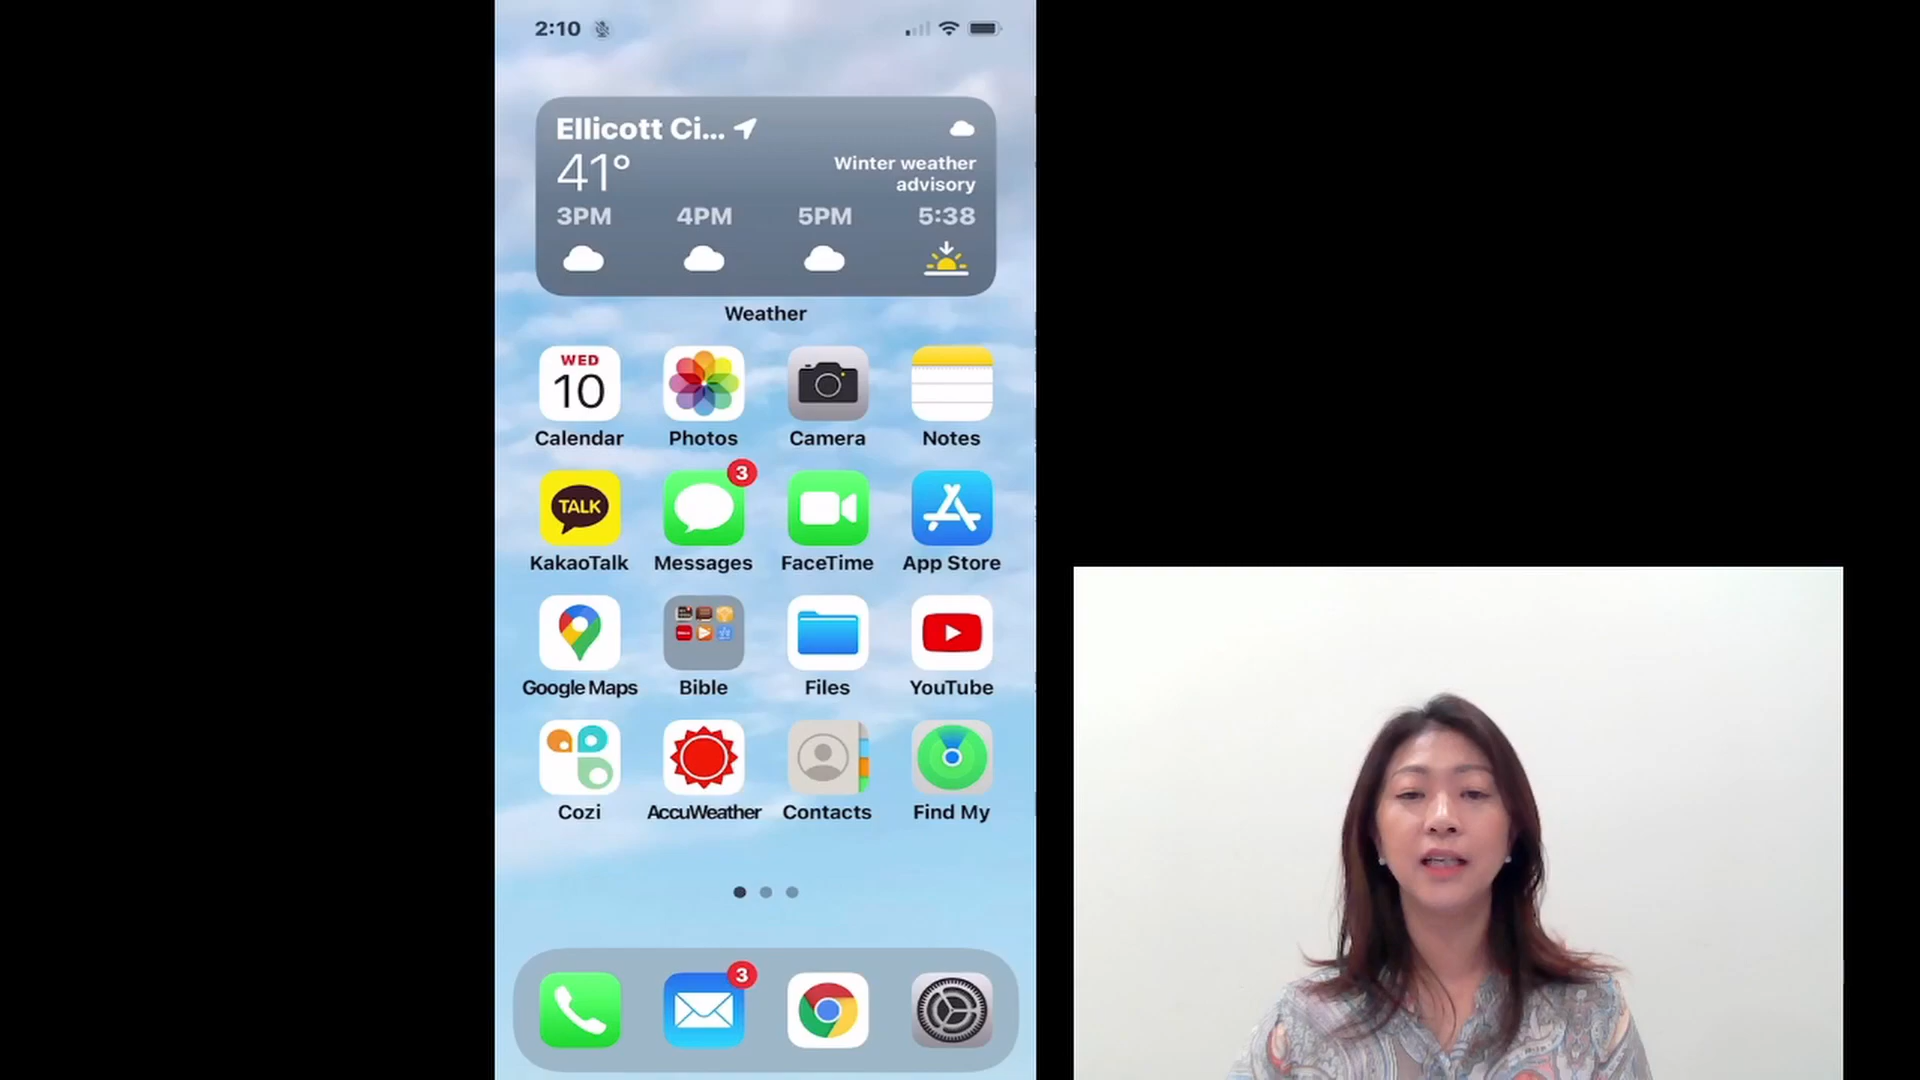 2:10
Ellicott Ci...
41°
Winter weather
advisory
3PM 4PM 5PM 5:38
Weather
WED
10
Calendar Photos Camera Notes
TALK
3
KakaoTalk Messages FaceTime App Store
Google Maps Bible Files YouTube
Cozi AccuWeather Contacts Find My
3